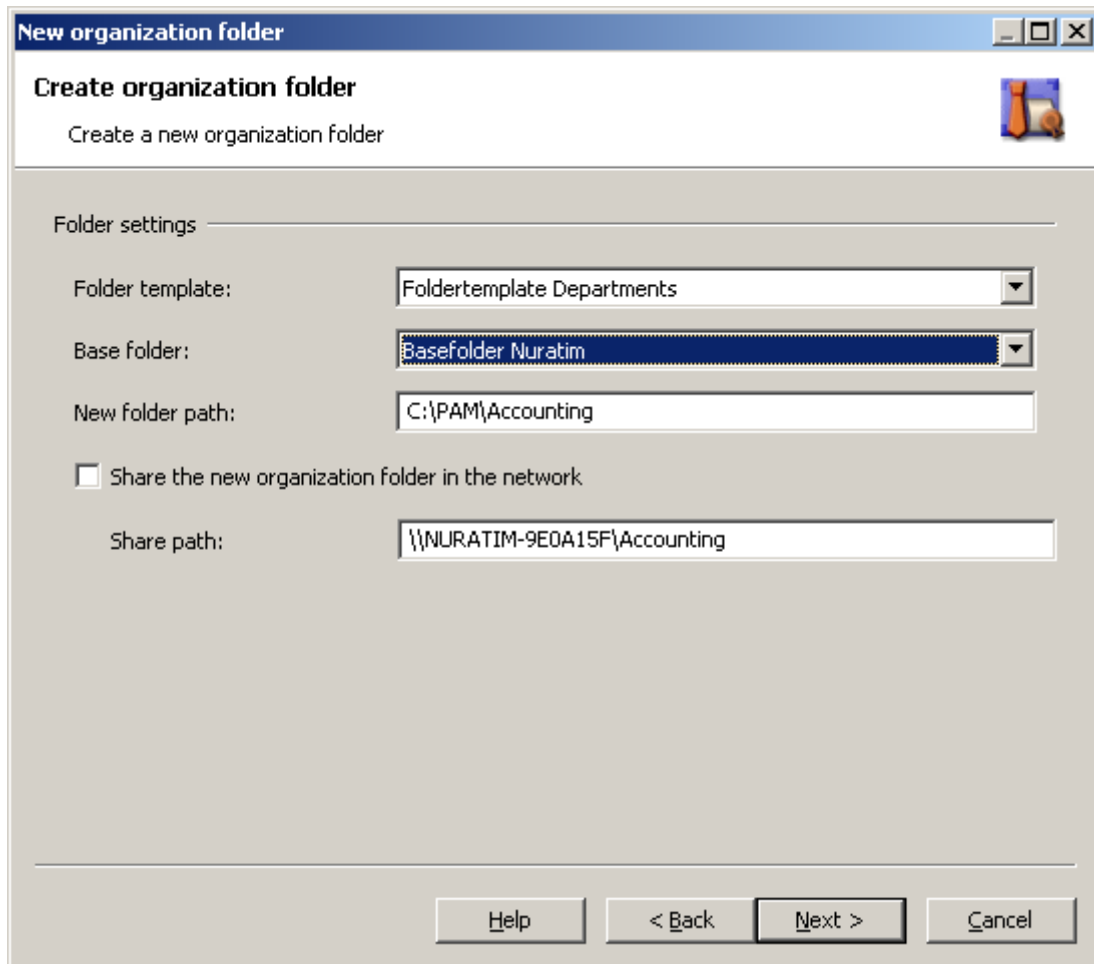 New organization folder
Create organization folder
Create a new organization folder
Folder settings
Folder template: Foldertemplate Departments
Base folder: Basefolder Nuratim
New folder path: C:\PAM\Accounting
Share the new organization folder in the network
Share path: \\NURATIM-9E0A15F\Accounting
Help < Back Next > Cancel